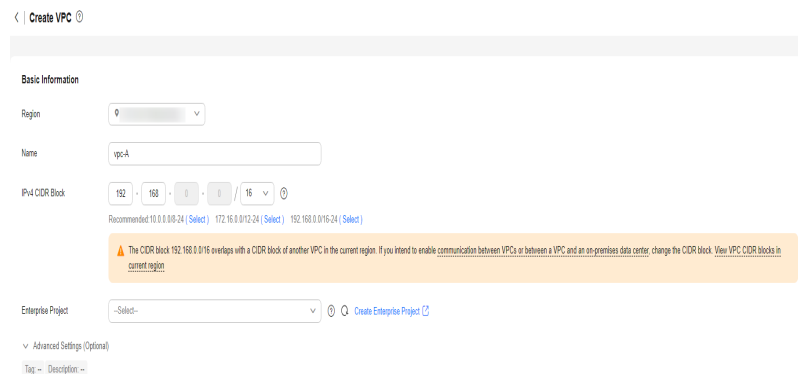 Create VPC
Basic Information
Region
Name vpc-A
IPv4 CIDR Block 192 · 168 · 0 · 0 / 16
Recommended:10.0.0.0/8-24 ( Select ) 172.16.0.0/12-24 ( Select ) 192.168.0.0/16-24 ( Select )
The CIDR block 192.168.0.0/16 overlaps with a CIDR block of another VPC in the current region. If you intend to enable communication between VPCs or between a VPC and an on-premises data center, change the CIDR block. View VPC CIDR blocks in
current region
Enterprise Project --Select-- Create Enterprise Project
Advanced Settings (Optional)
Tag: -- Description: --